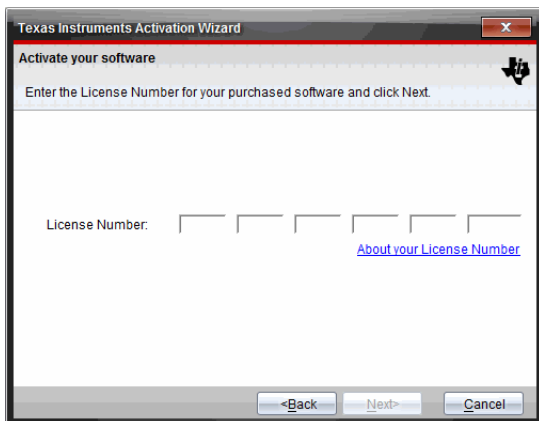 Texas Instruments Activation Wizard
x
Activate your software
Enter the License Number for your purchased software and click Next.
License Number:
About your License Number
<Back Next> Cancel